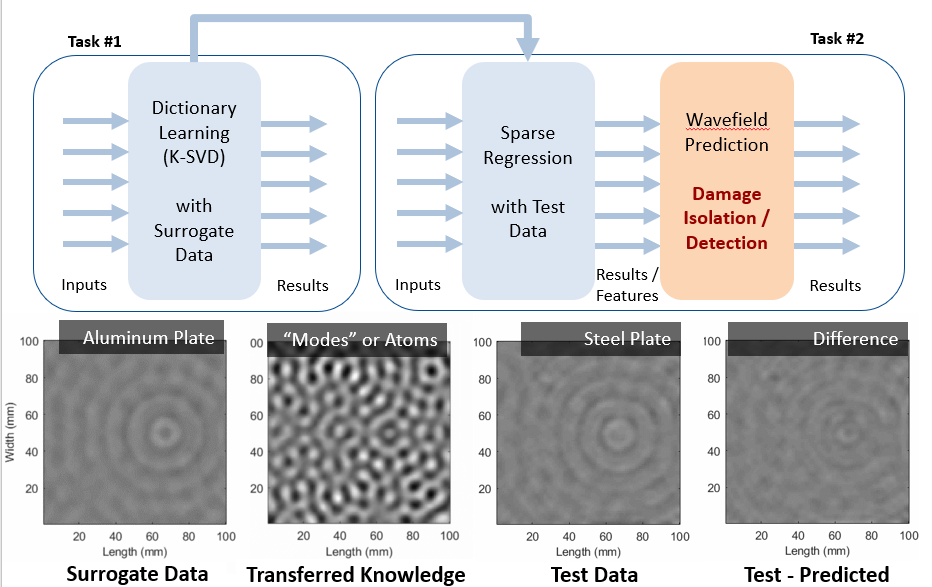 Task #1
Task #2
Dictionary
Learning
(K-SVD)
with
Surrogate
Data
Inputs
Results
Sparse
Regression
with Test
Data
Inputs
Results /
Features
Wavefield
Prediction
Damage
Isolation /
Detection
Results
Aluminum Plate
100
80
60
40
20
Width (mm)
20 40 60 80 100
Length (mm)
Surrogate Data
“Modes” or Atoms
00
80
60
40
20
20 40 60 80 100
Length (mm)
Transferred Knowledge
Steel Plate
100
80
60
40
20
20 40 60 80 100
Length (mm)
Test Data
Difference
100
80
60
40
20
20 40 60 80 100
Length (mm)
Test - Predicted